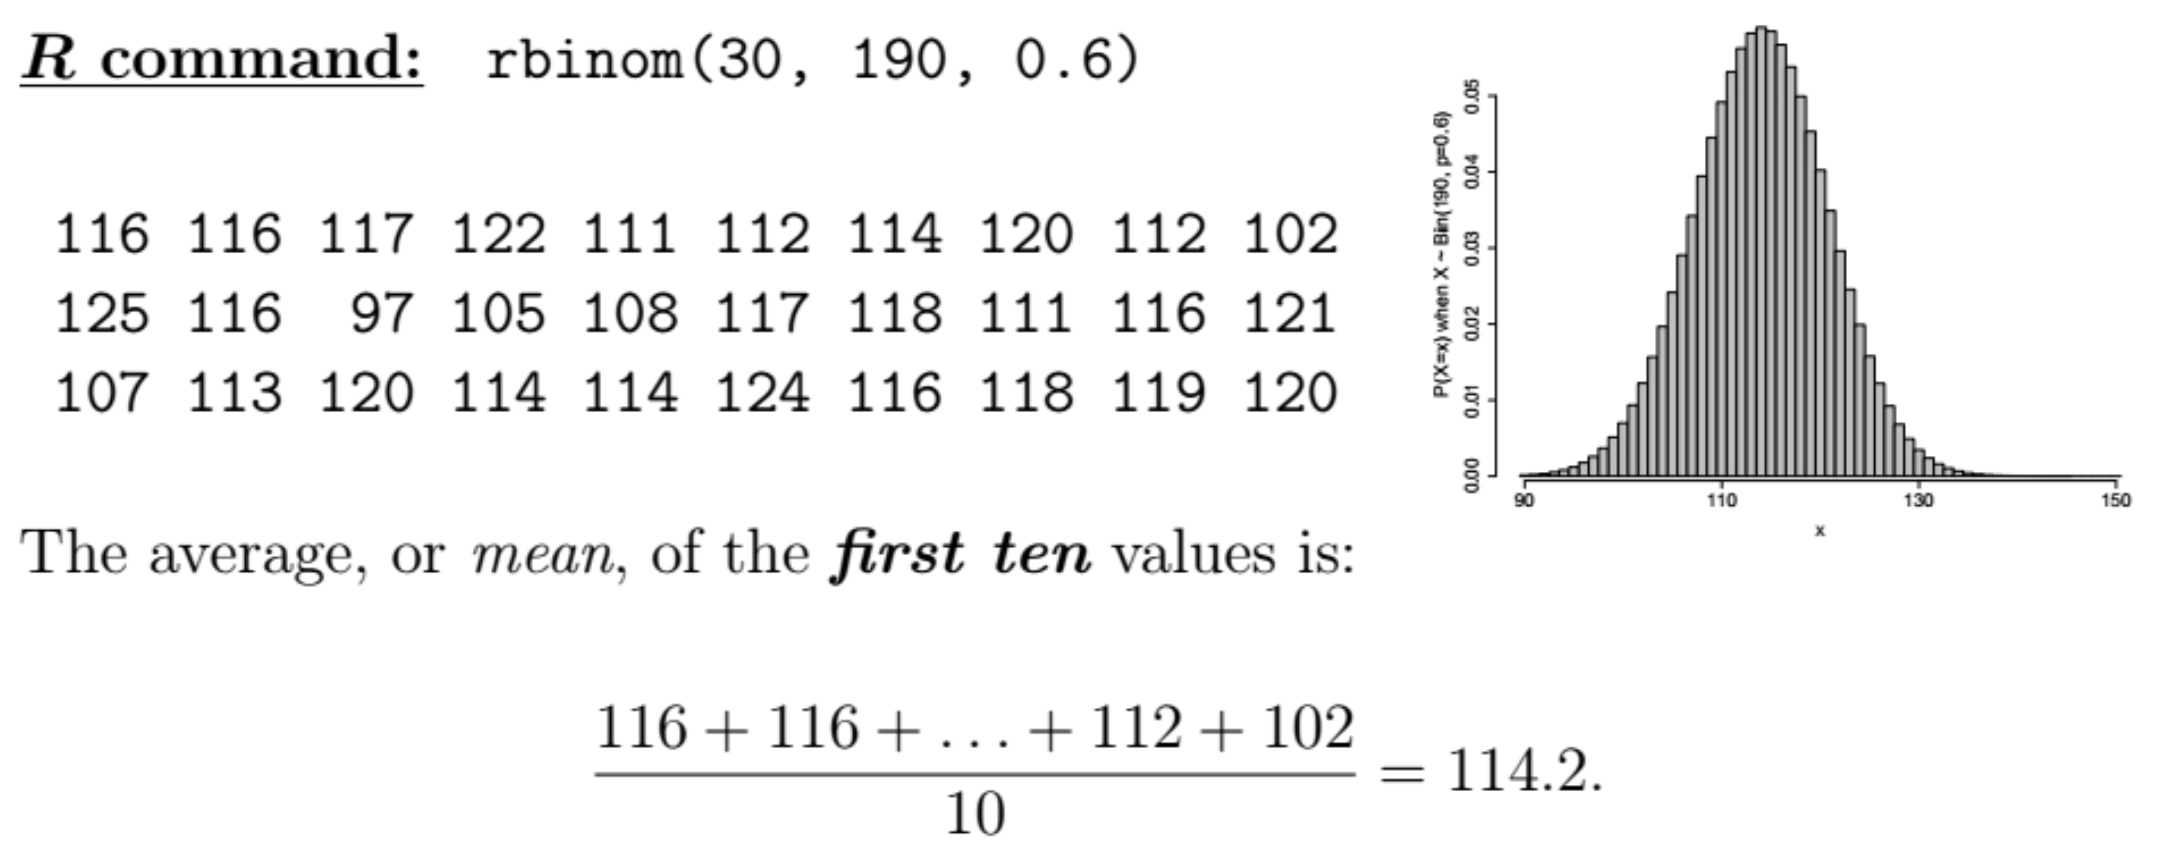 R command: rbinom(30, 190, 0.6)
116 116 117 122 111 112 114 120 112 102
125 116 97 105 108 117 118 111 116 121
107 113 120 114 114 124 116 118 119 120
P(X=x) when X ~ Bin(190, p=0.6)
0.05
0.04
0.03
0.02
0.01
0.00
90 110 130 150
x
The average, or mean, of the first ten values is:
116 + 116 + . . . + 112 + 102
10
= 114.2.